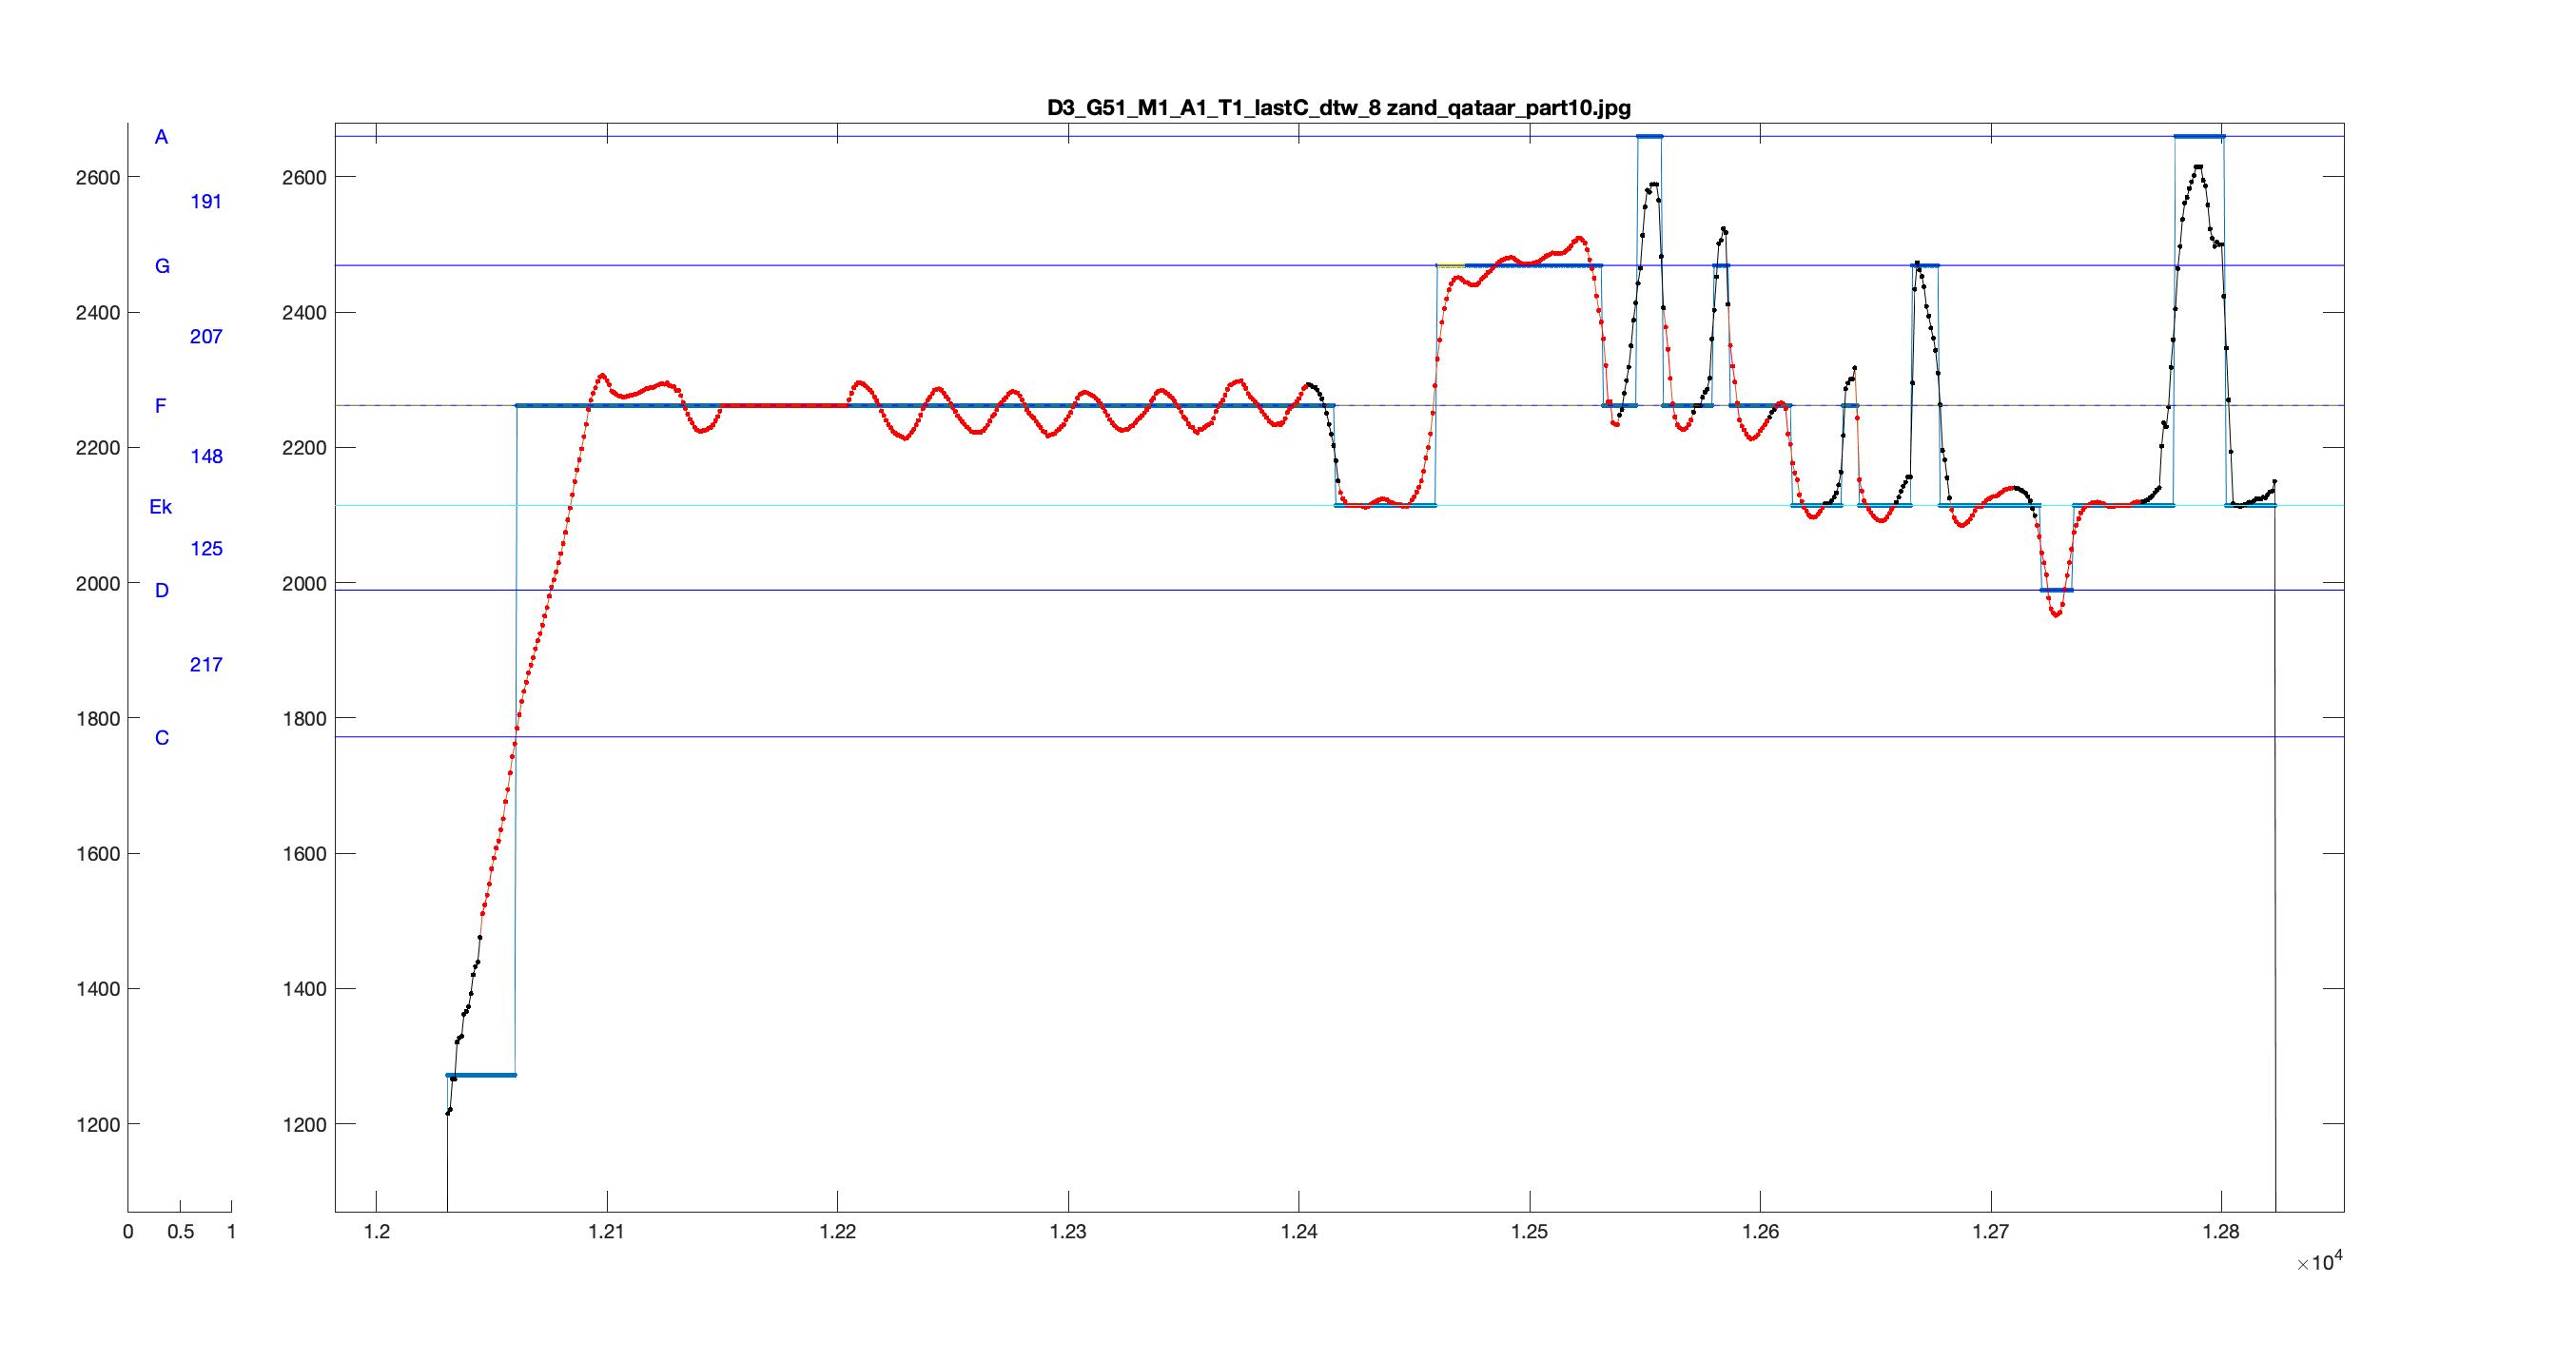 D3_G51_M1_A1_T1_lastC_dtw_8 zand_qataar_part10.jpg
A
2600 2600
191
G
2400 2400
207
F
2200 2200
148
Ek
125
2000 2000
D
217
1800 1800
C
1600 1600
1400 1400
1200 1200
0 0.5 1 1.2 1.21 1.22 1.23 1.24 1.25 1.26 1.27 1.28
×10^4